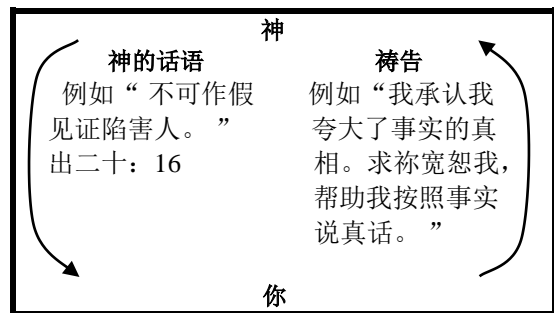 神
神的话语
例如“ 不可作假
见证陷害人。 ”
出二十：16
祷告
例如“我承认我
夸大了事实的真
相。求祢宽恕我，
帮助我按照事实
说真话。 ”
你